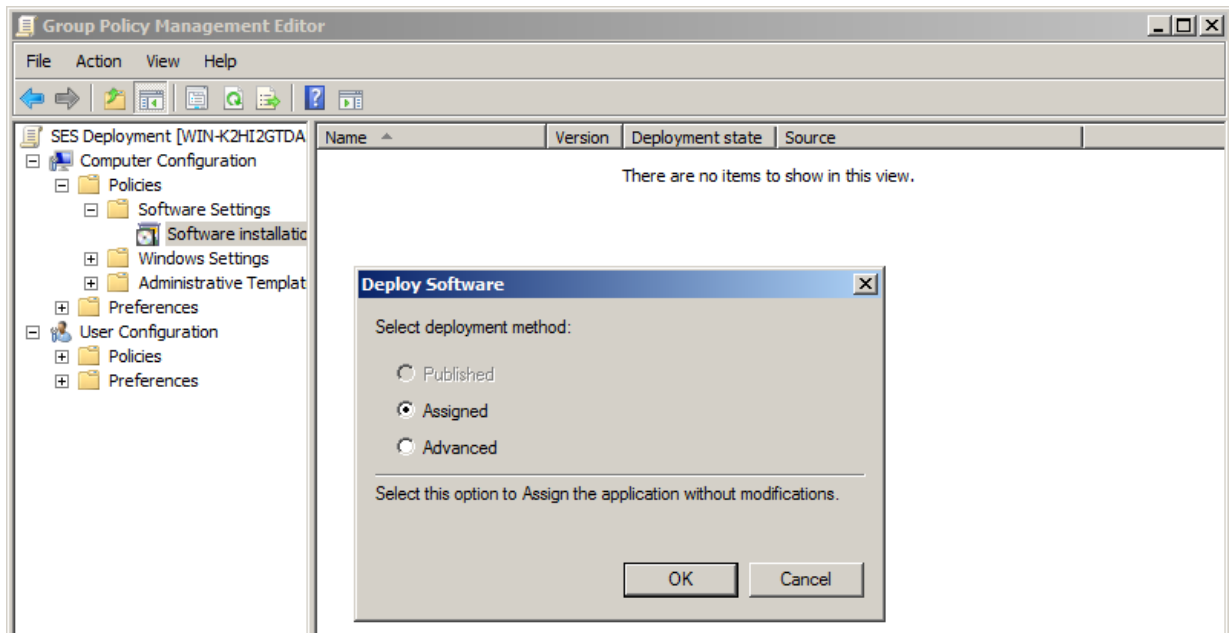 Group Policy Management Editor
File Action View Help
SES Deployment [WIN-K2HI2GTDA
Computer Configuration
Policies
Software Settings
Software installatic
Windows Settings
Administrative Templat
Preferences
User Configuration
Policies
Preferences
Name Version Deployment state Source
There are no items to show in this view.
Deploy Software
Select deployment method:
Published
Assigned
Advanced
Select this option to Assign the application without modifications.
OK Cancel